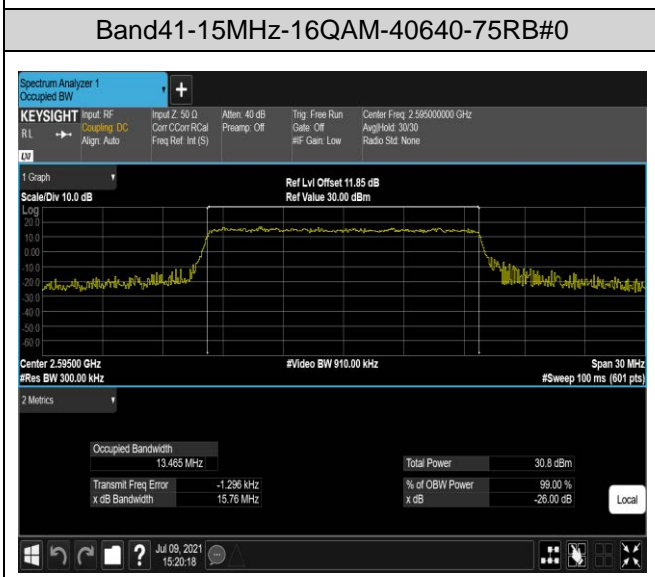 Band41-15MHz-16QAM-40640-75RB#0
Spectrum Analyzer 1
Occupied BW
KEYSIGHT
R L
LXI
Input: RF
Coupling: DC
Align: Auto
Input Z: 50 Ω
Corr CCorr RCal
Freq Ref: Int (S)
Atten: 40 dB
Preamp: Off
Trig: Free Run
Gate: Off
#IF Gain: Low
Center Freq: 2.595000000 GHz
Avg|Hold: 30/30
Radio Std: None
1 Graph
Scale/Div 10.0 dB
Ref Lvl Offset 11.85 dB
Ref Value 30.00 dBm
Log
20.0
10.0
0.00
-10.0
-20.0
-30.0
-40.0
-50.0
-60.0
Center 2.59500 GHz
#Res BW 300.00 kHz
#Video BW 910.00 kHz
Span 30 MHz
#Sweep 100 ms (601 pts)
2 Metrics
Occupied Bandwidth
13.465 MHz
Transmit Freq Error -1.296 kHz
x dB Bandwidth 15.76 MHz
Total Power 30.8 dBm
% of OBW Power 99.00 %
x dB -26.00 dB
Local
?
Jul 09, 2021
15:20:18